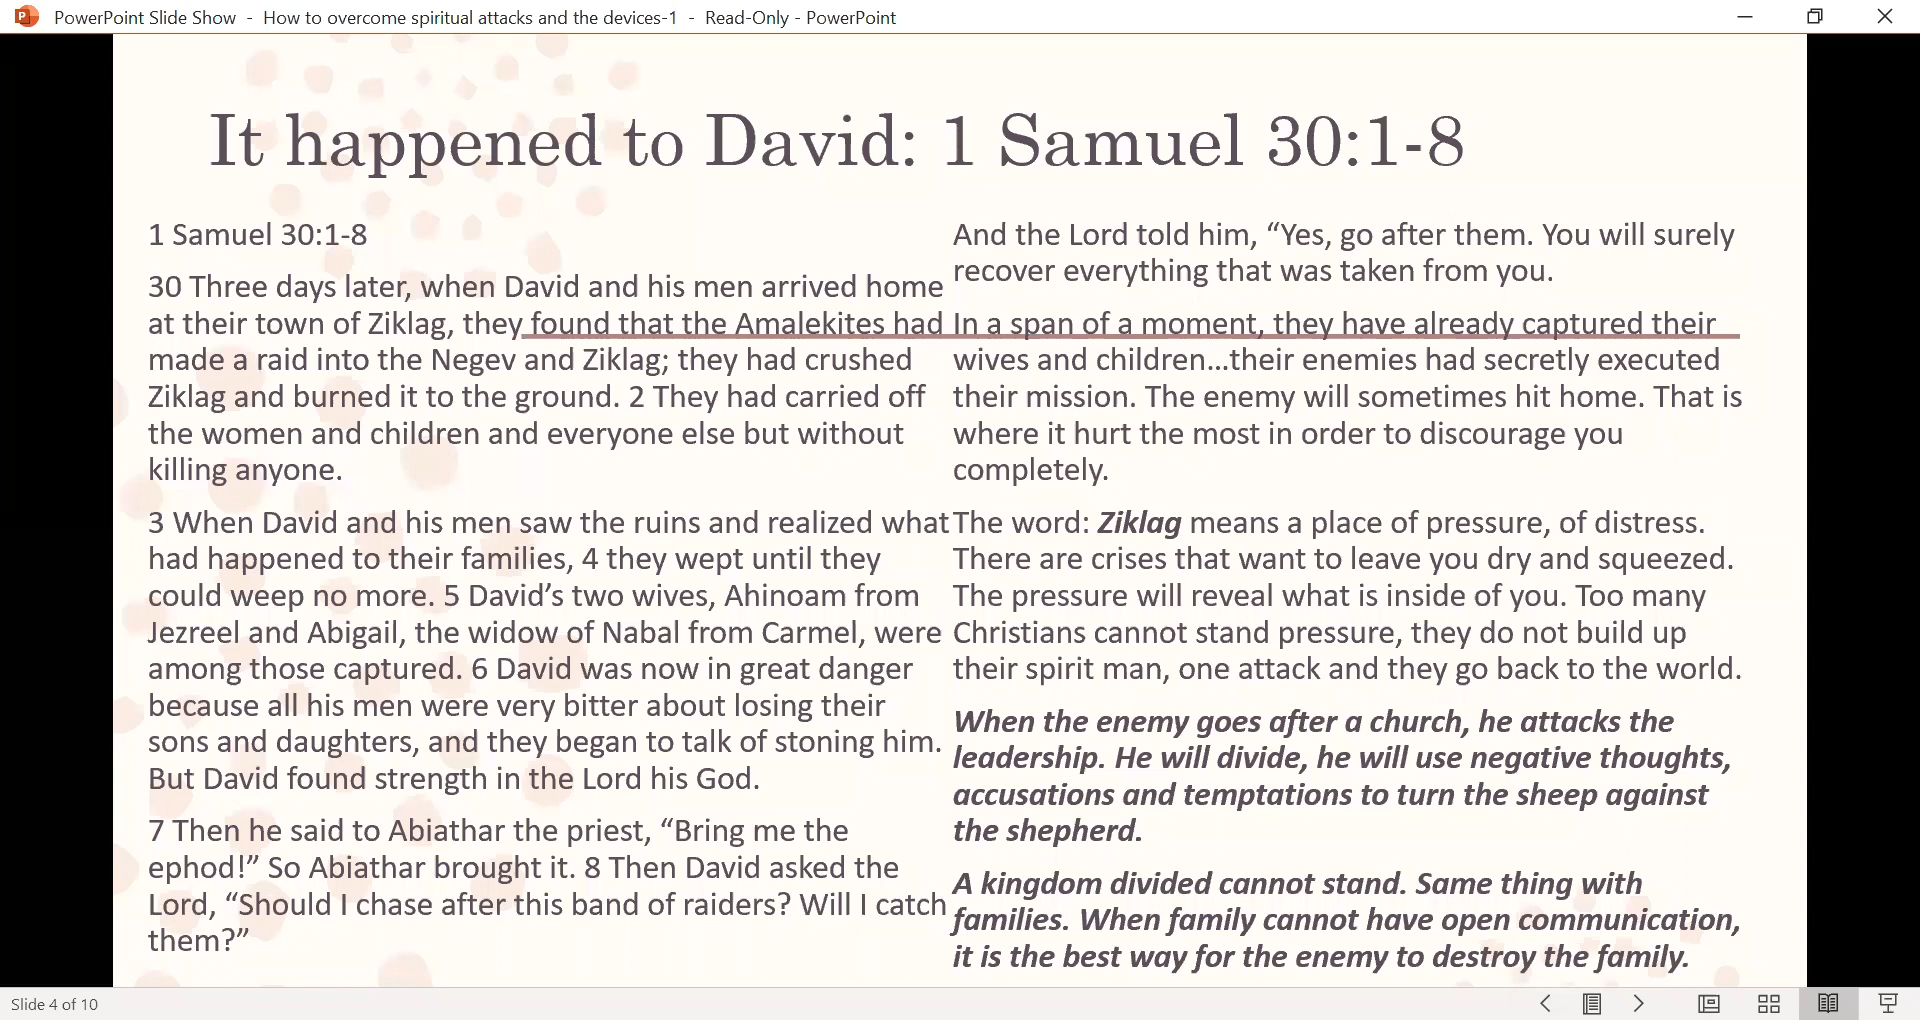 PowerPoint Slide Show - How to overcome spiritual attacks and the devices-1 - Read-Only - PowerPoint
It happened to David: 1 Samuel 30:1-8
1 Samuel 30:1-8
30 Three days later, when David and his men arrived home
at their town of Ziklag, they found that the Amalekites had
made a raid into the Negev and Ziklag; they had crushed
Ziklag and burned it to the ground. 2 They had carried off
the women and children and everyone else but without
killing anyone.
3 When David and his men saw the ruins and realized what
had happened to their families, 4 they wept until they
could weep no more. 5 David’s two wives, Ahinoam from
Jezreel and Abigail, the widow of Nabal from Carmel, were
among those captured. 6 David was now in great danger
because all his men were very bitter about losing their
sons and daughters, and they began to talk of stoning him.
But David found strength in the Lord his God.
7 Then he said to Abiathar the priest, “Bring me the
ephod!” So Abiathar brought it. 8 Then David asked the
Lord, “Should I chase after this band of raiders? Will I catch
them?”
And the Lord told him, “Yes, go after them. You will surely
recover everything that was taken from you.
In a span of a moment, they have already captured their
wives and children...their enemies had secretly executed
their mission. The enemy will sometimes hit home. That is
where it hurt the most in order to discourage you
completely.
The word: Ziklag means a place of pressure, of distress.
There are crises that want to leave you dry and squeezed.
The pressure will reveal what is inside of you. Too many
Christians cannot stand pressure, they do not build up
their spirit man, one attack and they go back to the world.
When the enemy goes after a church, he attacks the
leadership. He will divide, he will use negative thoughts,
accusations and temptations to turn the sheep against
the shepherd.
A kingdom divided cannot stand. Same thing with
families. When family cannot have open communication,
it is the best way for the enemy to destroy the family.
Slide 4 of 10